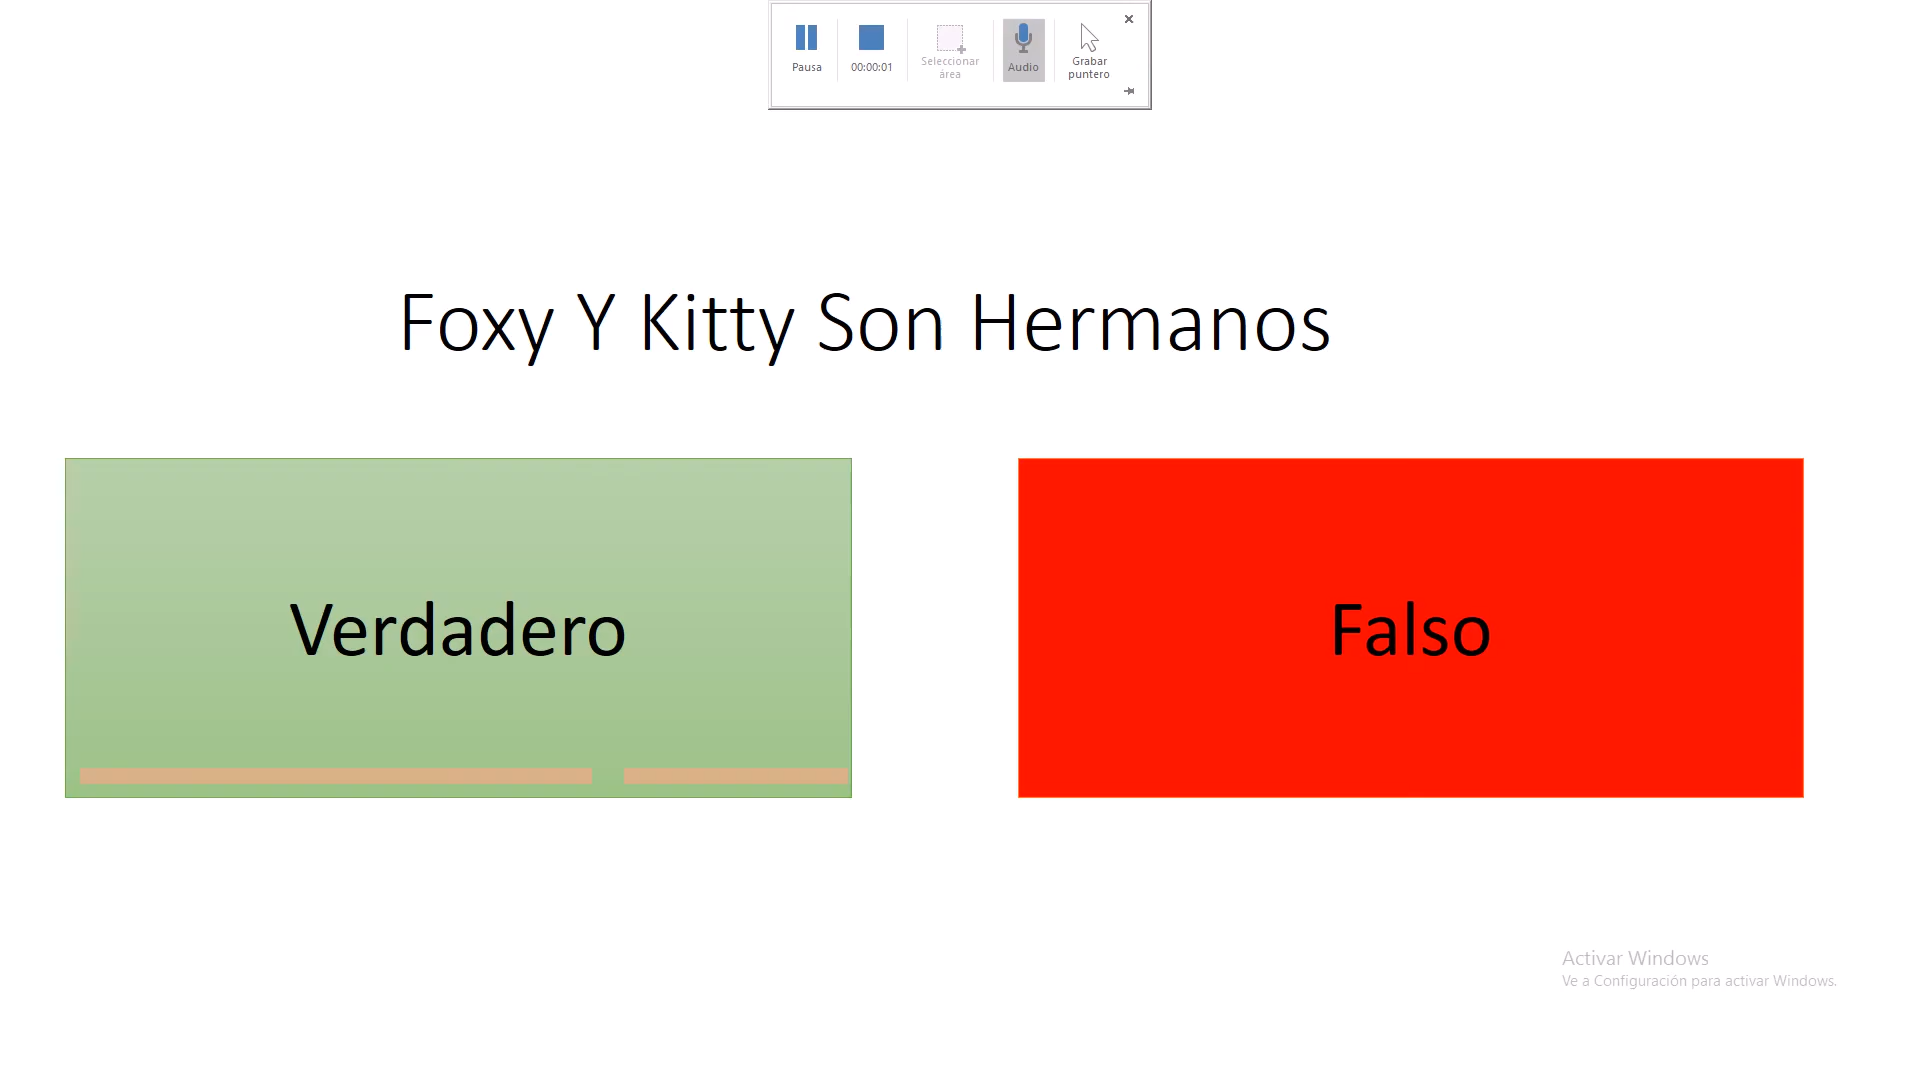 Pausa
00:00:01
Seleccionar
área
Audio
Grabar
puntero
Foxy Y Kitty Son Hermanos
Verdadero
Falso
Activar Windows
Ve a Configuración para activar Windows.